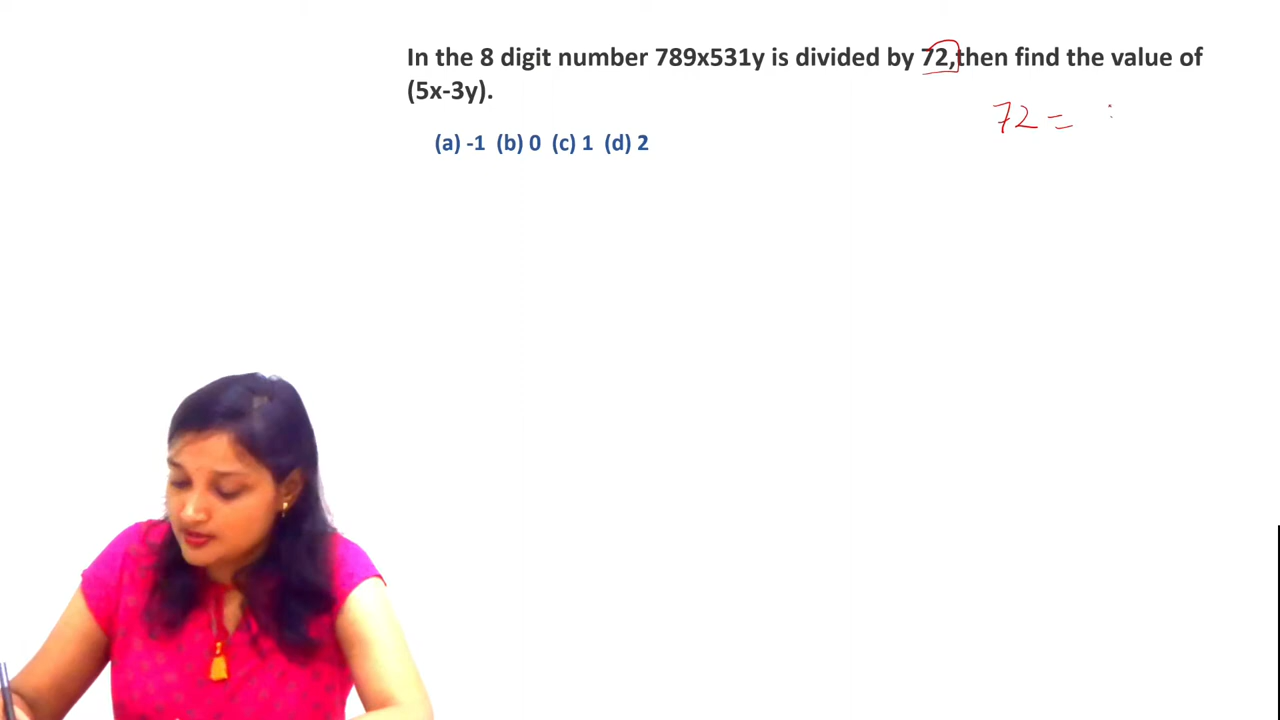 In the 8 digit number 789x531y is divided by 72,then find the value of
(5x-3y).
72 =
(a) -1 (b) 0 (c) 1 (d) 2